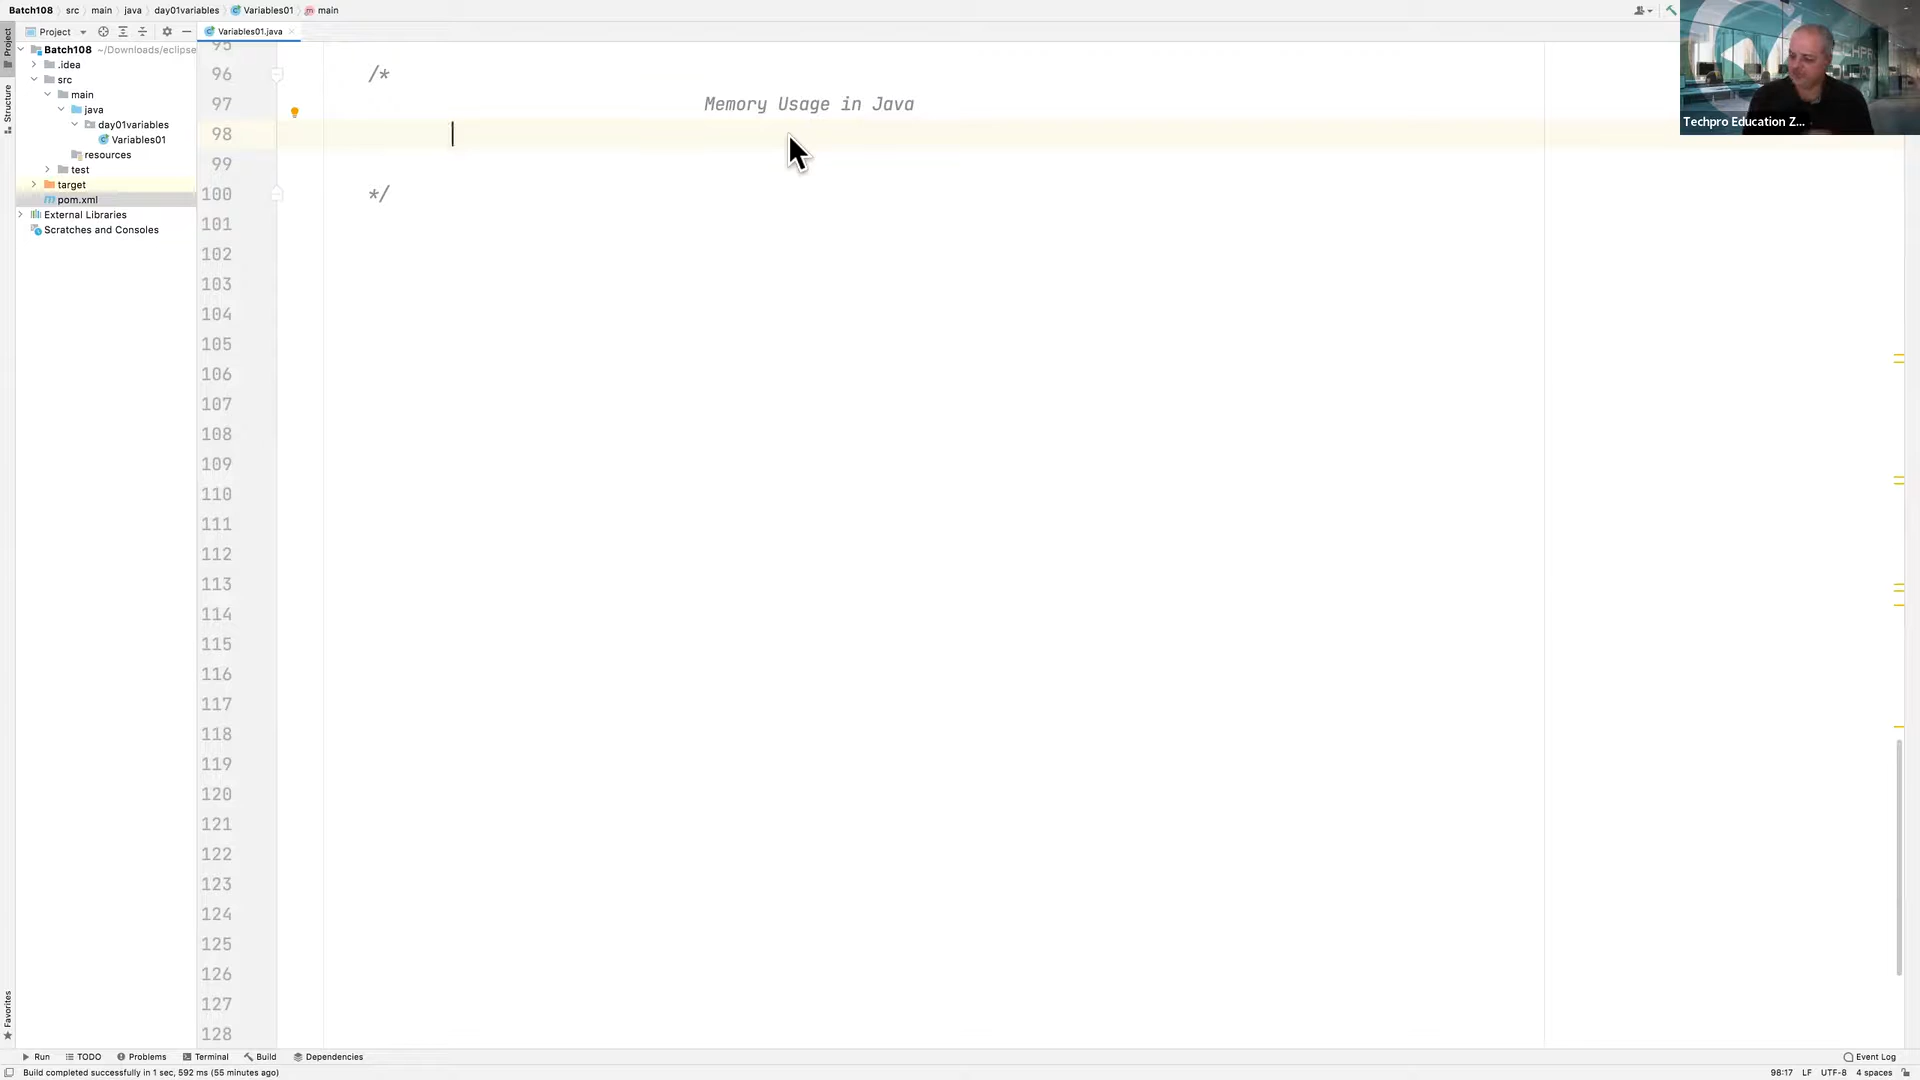 Batch108 src main java day01variables Variables01 main
Project Variables01.java
Project
Structure
Favorites
Batch108 ~/Downloads/eclipse
.idea
src
main
java
day01variables
Variables01
resources
test
target
pom.xml
External Libraries
Scratches and Consoles
95
96 /*
97 Memory Usage in Java
98
99
100 */
101
102
103
104
105
106
107
108
109
110
111
112
113
114
115
116
117
118
119
120
121
122
123
124
125
126
127
128
Techpro Education Z...
Run TODO Problems Terminal Build Dependencies Event Log
Build completed successfully in 1 sec, 592 ms (55 minutes ago) 98:17 LF UTF-8 4 spaces